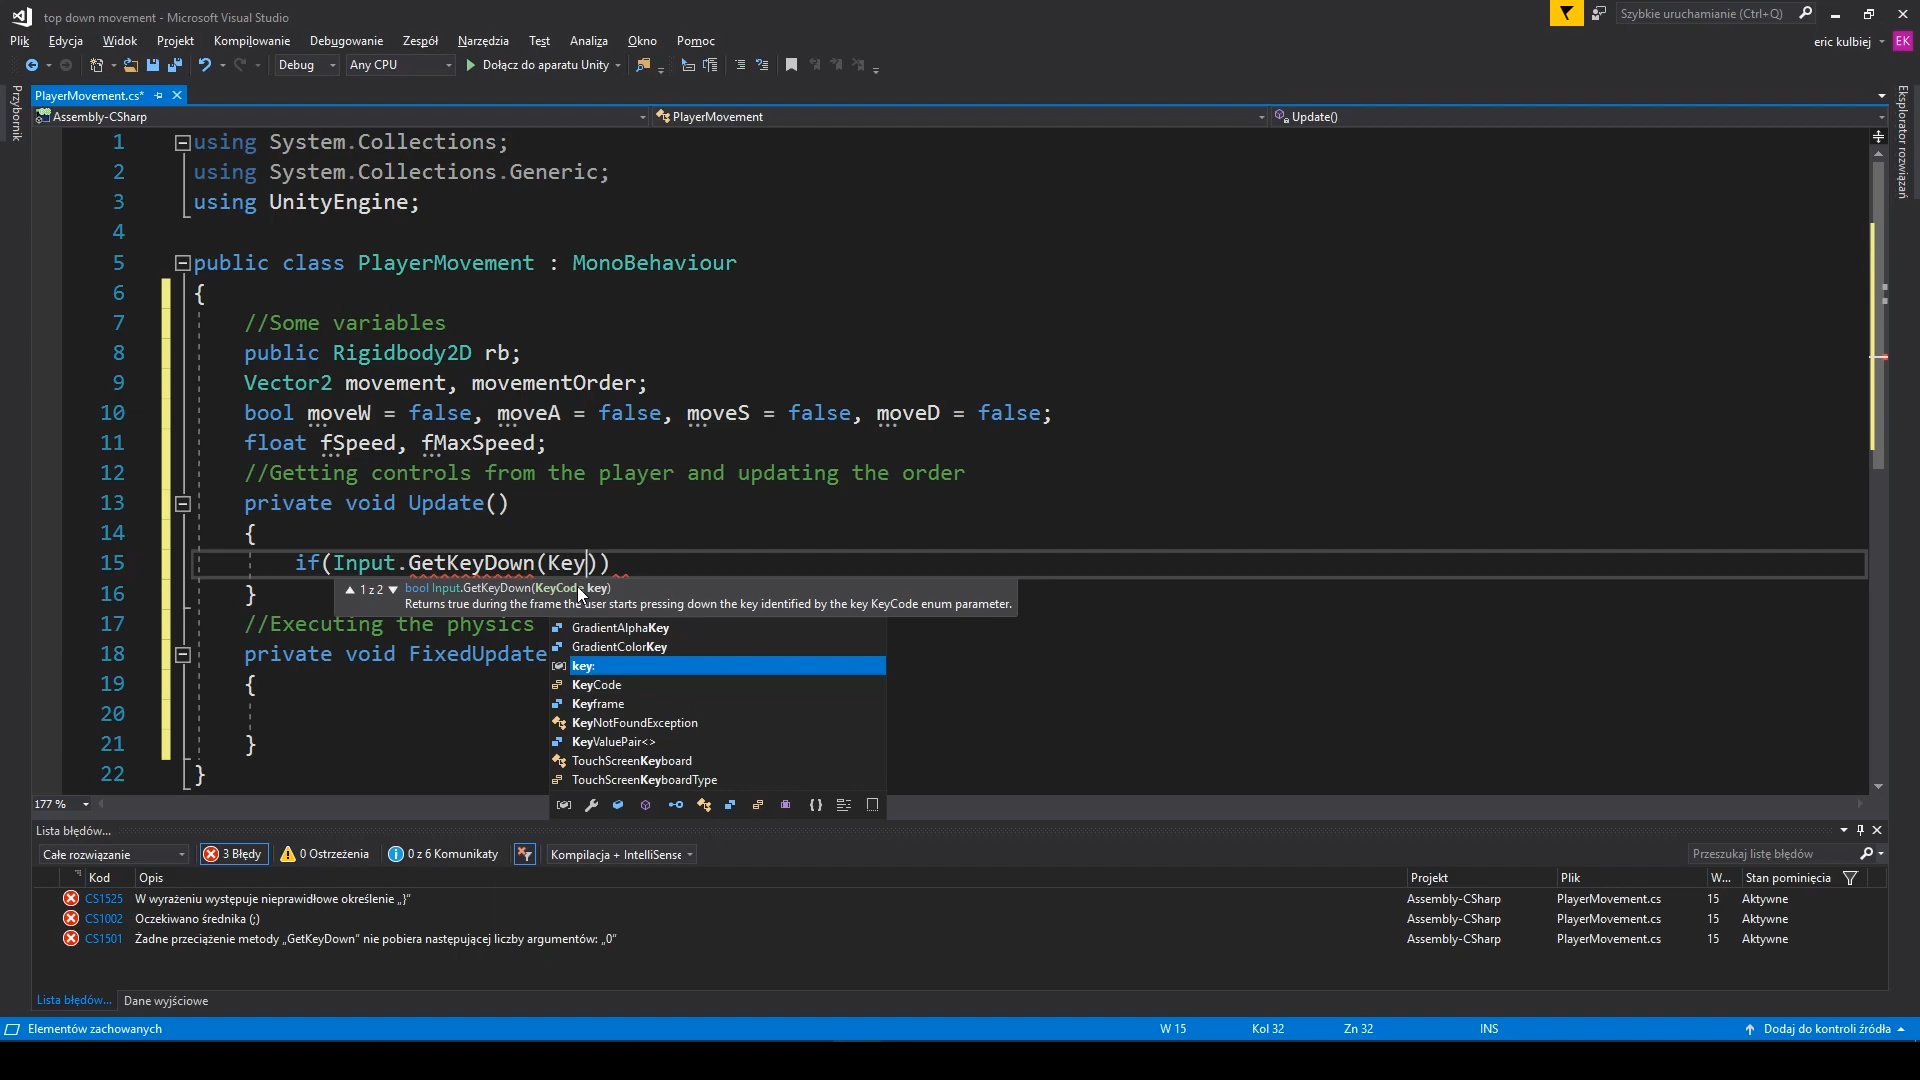 top down movement - Microsoft Visual Studio
Szybkie uruchamianie (Ctrl+Q)
Plik Edycja Widok Projekt Kompilowanie Debugowanie Zespół Narzędzia Test Analiza Okno Pomoc
eric kulbiej EK
Debug Any CPU Dołącz do aparatu Unity
Przybornik
Eksplorator rozwiązań
PlayerMovement.cs*
Assembly-CSharp PlayerMovement Update()
1 using System.Collections;
2 using System.Collections.Generic;
3 using UnityEngine;
4
5 public class PlayerMovement : MonoBehaviour
6 {
7 //Some variables
8 public Rigidbody2D rb;
9 Vector2 movement, movementOrder;
10 bool moveW = false, moveA = false, moveS = false, moveD = false;
11 float fSpeed, fMaxSpeed;
12 //Getting controls from the player and updating the order
13 private void Update()
14 {
15 if(Input.GetKeyDown(Key))
16 }
1 z 2 bool Input.GetKeyDown(KeyCode key)
Returns true during the frame the user starts pressing down the key identified by the key KeyCode enum parameter.
17 //Executing the physics
18 private void FixedUpdate
19 {
20
21 }
22 }
GradientAlphaKey
GradientColorKey
key:
KeyCode
Keyframe
KeyNotFoundException
KeyValuePair<>
TouchScreenKeyboard
TouchScreenKeyboardType
177 %
Lista błędów...
Całe rozwiązanie 3 Błędy 0 Ostrzeżenia 0 z 6 Komunikaty Kompilacja + IntelliSense Przeszukaj listę błędów
Kod Opis Projekt Plik W... Stan pominięcia
CS1525 W wyrażeniu występuje nieprawidłowe określenie „}” Assembly-CSharp PlayerMovement.cs 15 Aktywne
CS1002 Oczekiwano średnika (;) Assembly-CSharp PlayerMovement.cs 15 Aktywne
CS1501 Żadne przeciążenie metody „GetKeyDown” nie pobiera następującej liczby argumentów: „0” Assembly-CSharp PlayerMovement.cs 15 Aktywne
Lista błędów... Dane wyjściowe
Elementów zachowanych W 15 Kol 32 Zn 32 INS Dodaj do kontroli źródła